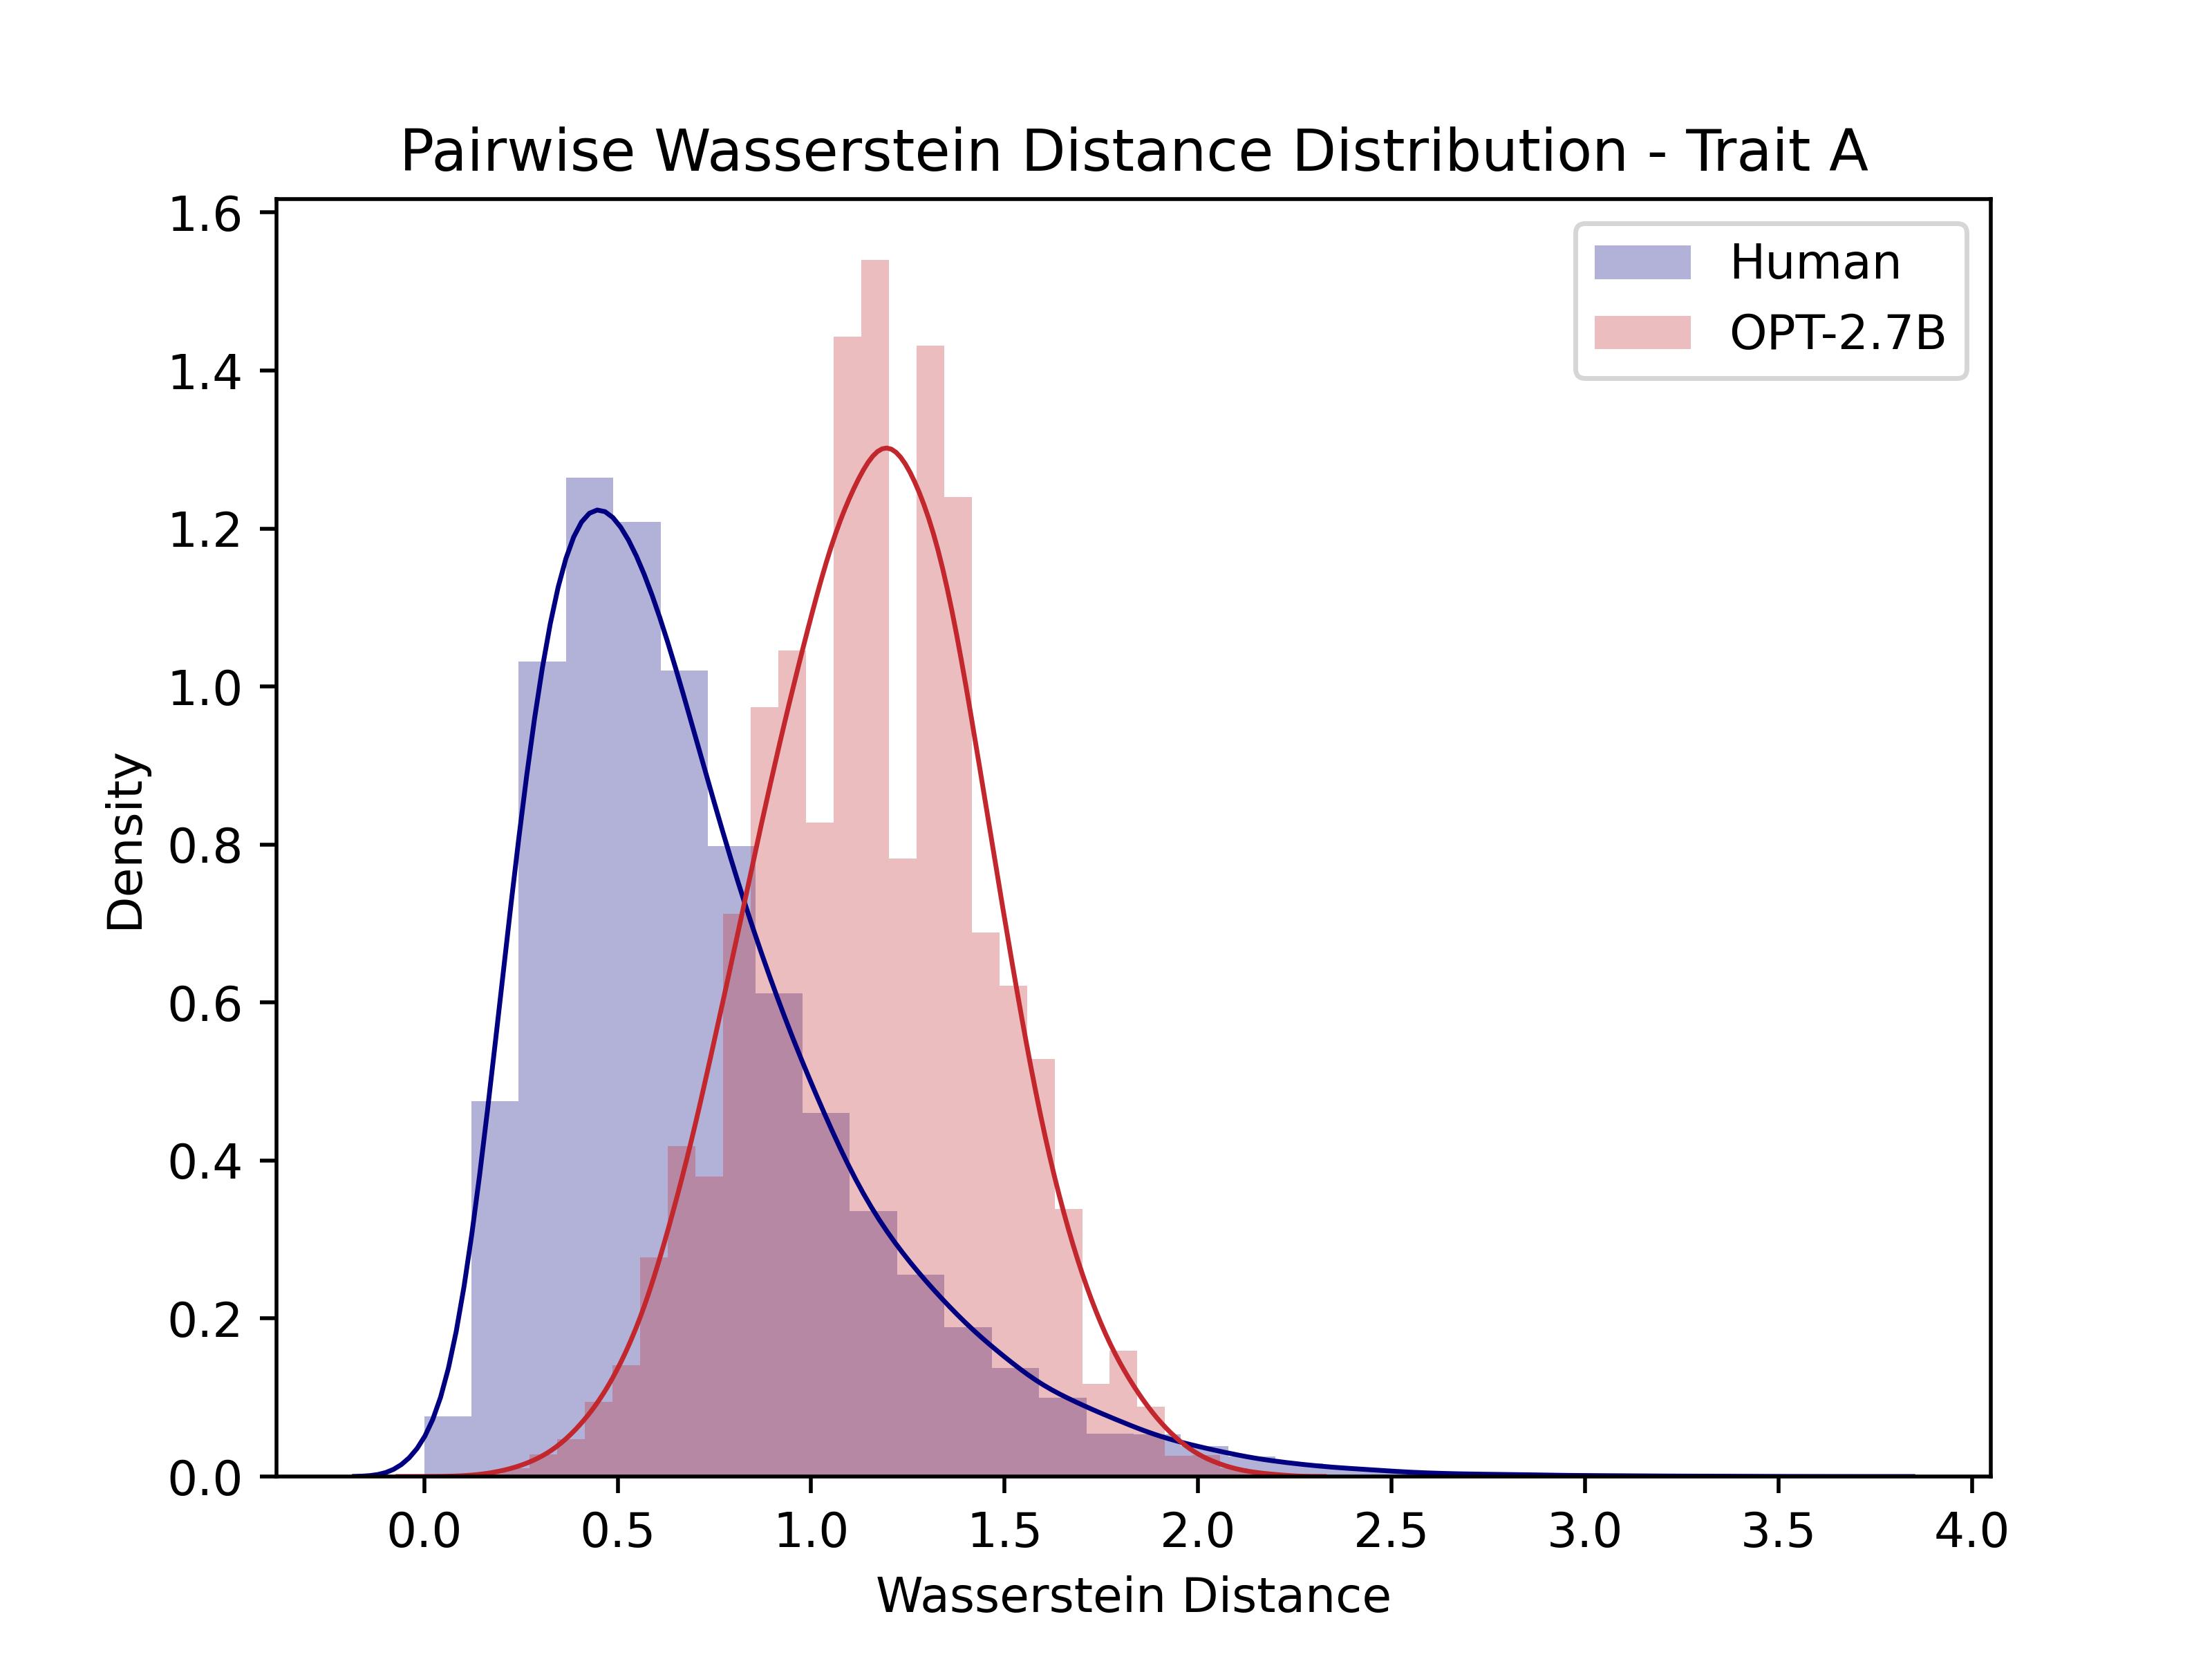 Pairwise Wasserstein Distance Distribution - Trait A
Human
OPT-2.7B
1.6
1.4
1.2
1.0
0.8
0.6
0.4
0.2
0.0
Density
0.0 0.5 1.0 1.5 2.0 2.5 3.0 3.5 4.0
Wasserstein Distance